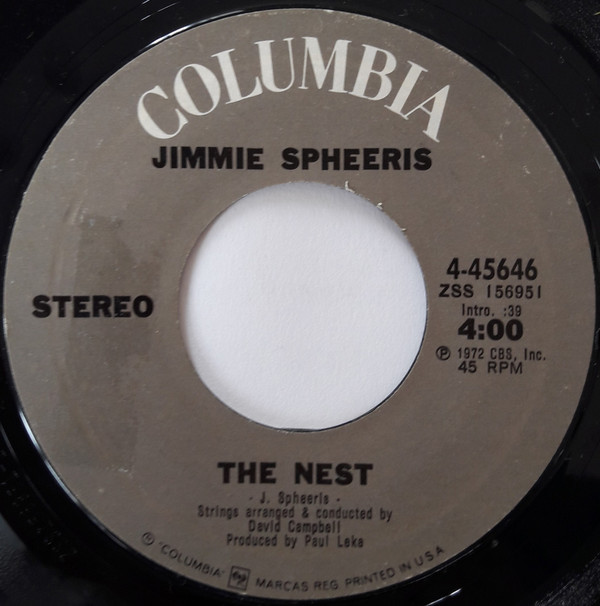 COLUMBIA
JIMMIE SPHEERIS
STEREO
4-45646
ZSS 156951
Intro. :39
4:00
℗ 1972 CBS, Inc.
45 RPM
THE NEST
- J. Spheeris -
Strings arranged & conducted by
David Campbell
Produced by Paul Leka
® "COLUMBIA" MARCAS REG. PRINTED IN U.S.A